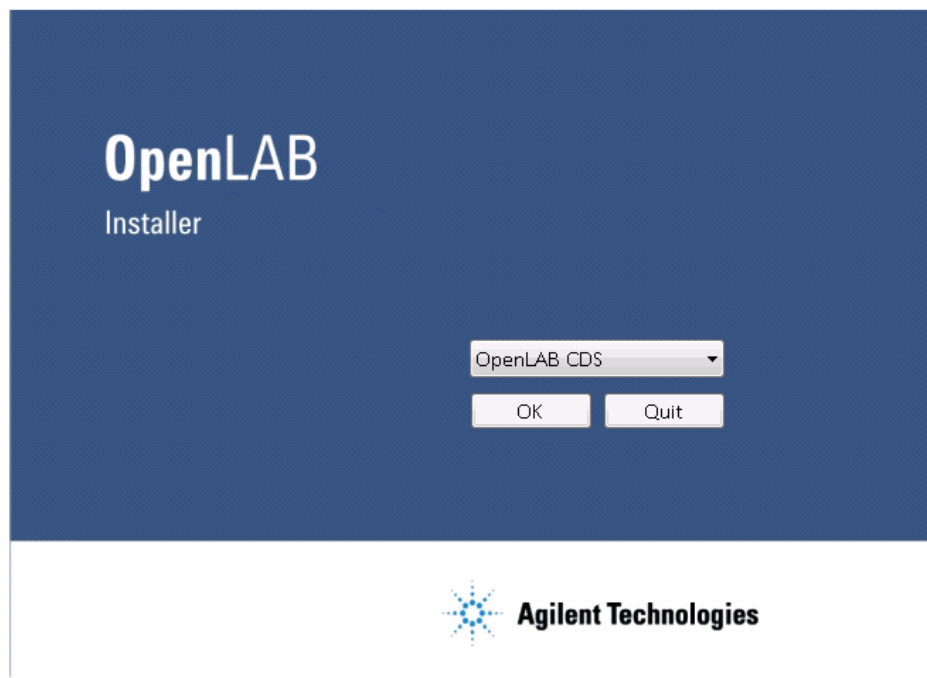 OpenLAB
Installer
OpenLAB CDS
OK Quit
Agilent Technologies